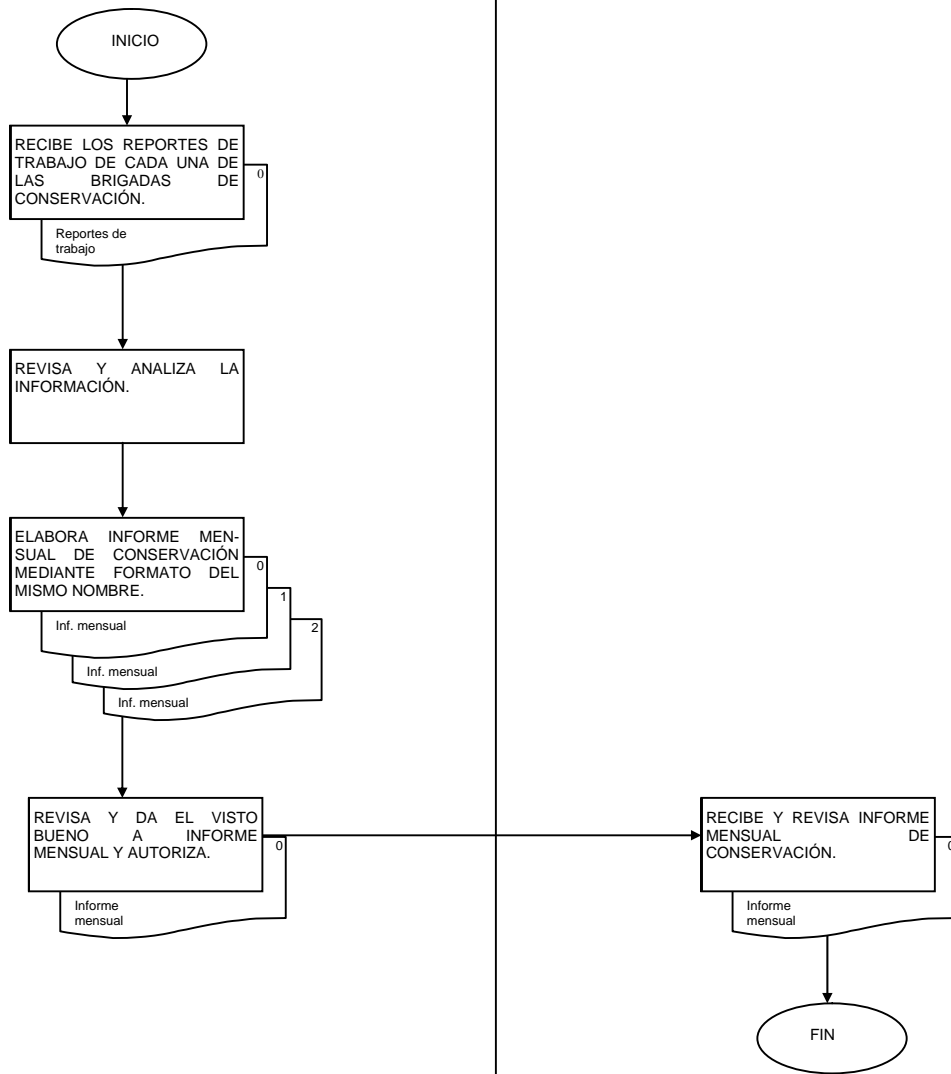 INICIO
RECIBE LOS REPORTES DE
TRABAJO DE CADA UNA DE
LAS BRIGADAS DE
CONSERVACIÓN.
0
Reportes de
trabajo
REVISA Y ANALIZA LA
INFORMACIÓN.
ELABORA INFORME MEN-
SUAL DE CONSERVACIÓN
MEDIANTE FORMATO DEL
MISMO NOMBRE.
0
1
2
Inf. mensual
Inf. mensual
Inf. mensual
REVISA Y DA EL VISTO
BUENO A INFORME
MENSUAL Y AUTORIZA.
0
Informe
mensual
RECIBE Y REVISA INFORME
MENSUAL DE
CONSERVACIÓN.
0
Informe
mensual
FIN